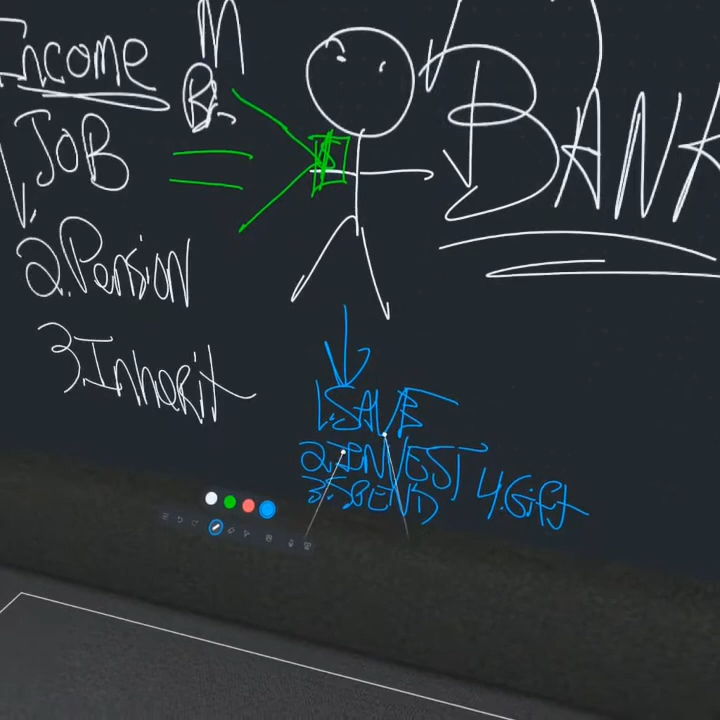 Income
1. JOB
2. Pension
3. Inherit
M
B
$
BANK
1. SAVE
2. INVEST
3. SPEND
4. Gift